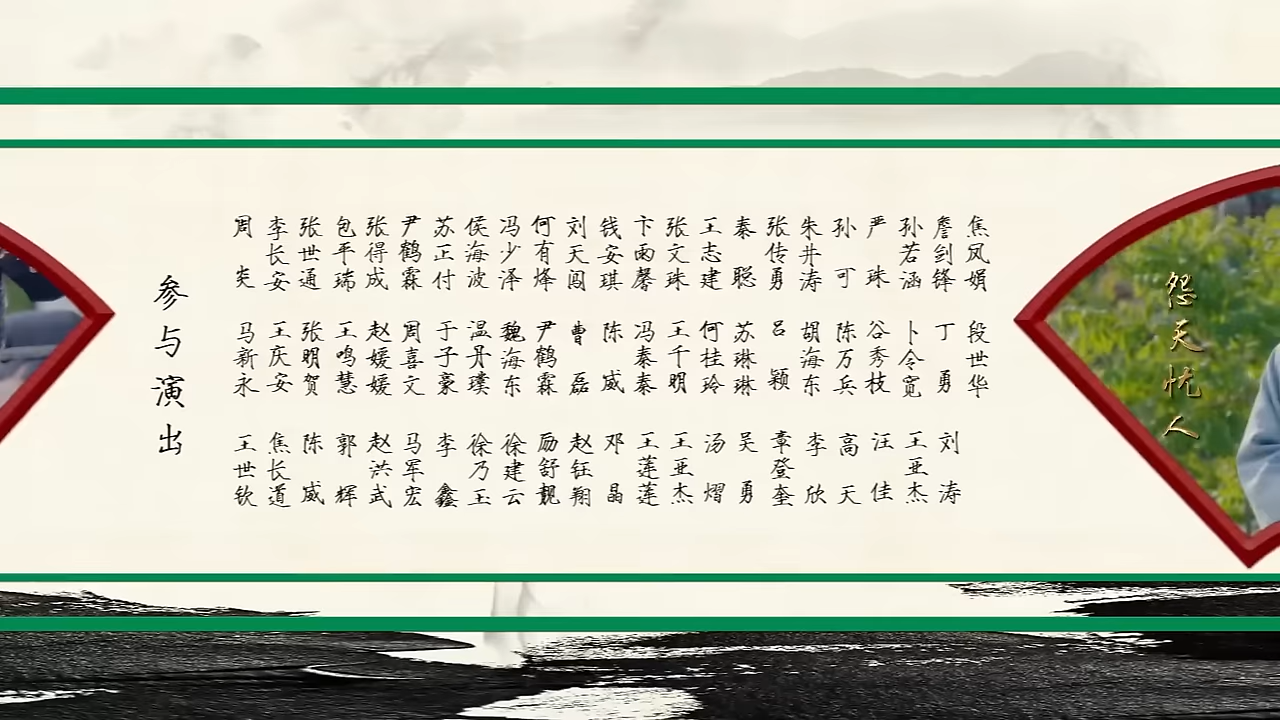 参与演出
周奕
李长安
张世通
包平瑞
张得成
尹鹤霖
苏正付
侯海波
冯少泽
何有烽
刘天闯
钱安琪
卞雨馨
张文珠
王志建
秦聪
张传勇
朱井涛
孙可
严珠
孙若涵
詹剑锋
焦凤娟
马新永
王庆安
张明贺
王鸣慧
赵媛媛
周喜文
于子豪
温丹璞
魏海东
尹鹤霖
曹磊
陈威
冯秦秦
王千明
何桂玲
苏琳琳
吕颖
胡海东
陈万兵
谷秀枝
卜令宽
丁勇
段世华
王世钦
焦长道
陈威
郭辉
赵洪武
马军宏
李鑫
徐乃玉
徐建云
励舒靓
赵钰翔
邓晶
王莲莲
王亚杰
汤熠
吴勇
章登奎
李欣
高天
汪佳
王亚杰
刘涛
怨天忧人